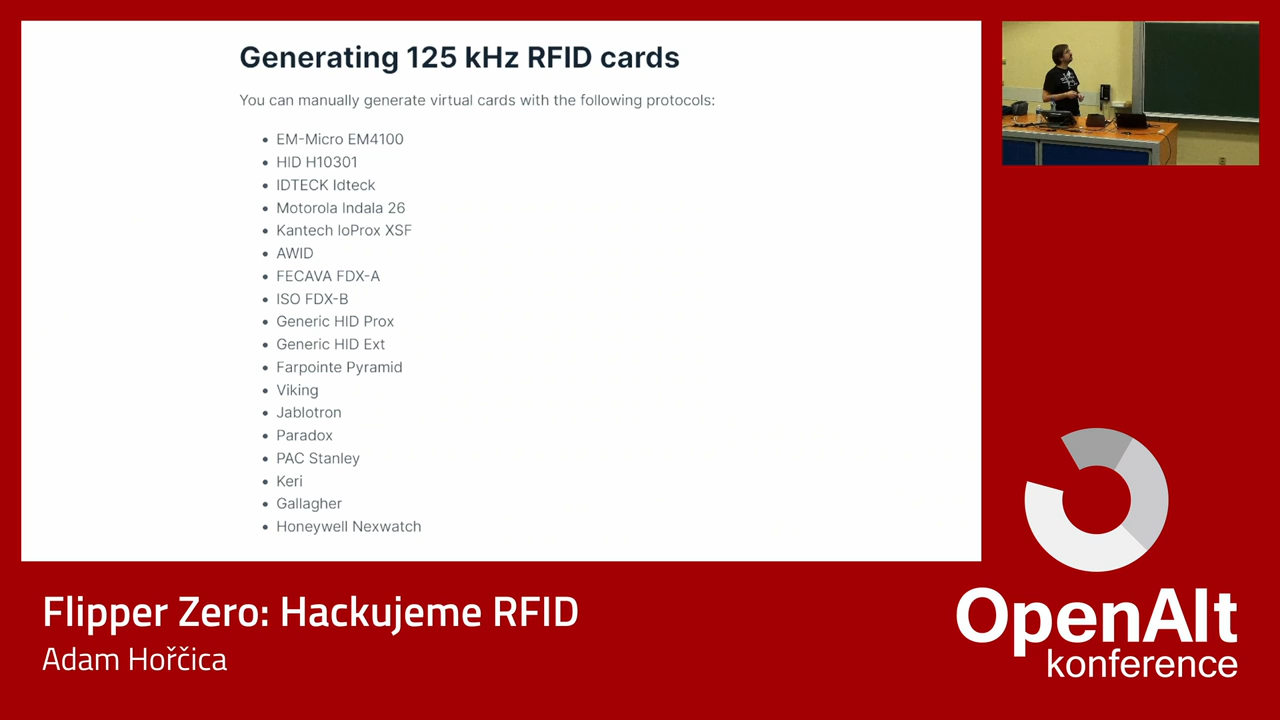 Generating 125 kHz RFID cards
You can manually generate virtual cards with the following protocols:
• EM-Micro EM4100
• HID H10301
• IDTECK Idteck
• Motorola Indala 26
• Kantech IoProx XSF
• AWID
• FECAVA FDX-A
• ISO FDX-B
• Generic HID Prox
• Generic HID Ext
• Farpointe Pyramid
• Viking
• Jablotron
• Paradox
• PAC Stanley
• Keri
• Gallagher
• Honeywell Nexwatch
Flipper Zero: Hackujeme RFID
Adam Hořčica
OpenAlt
konference